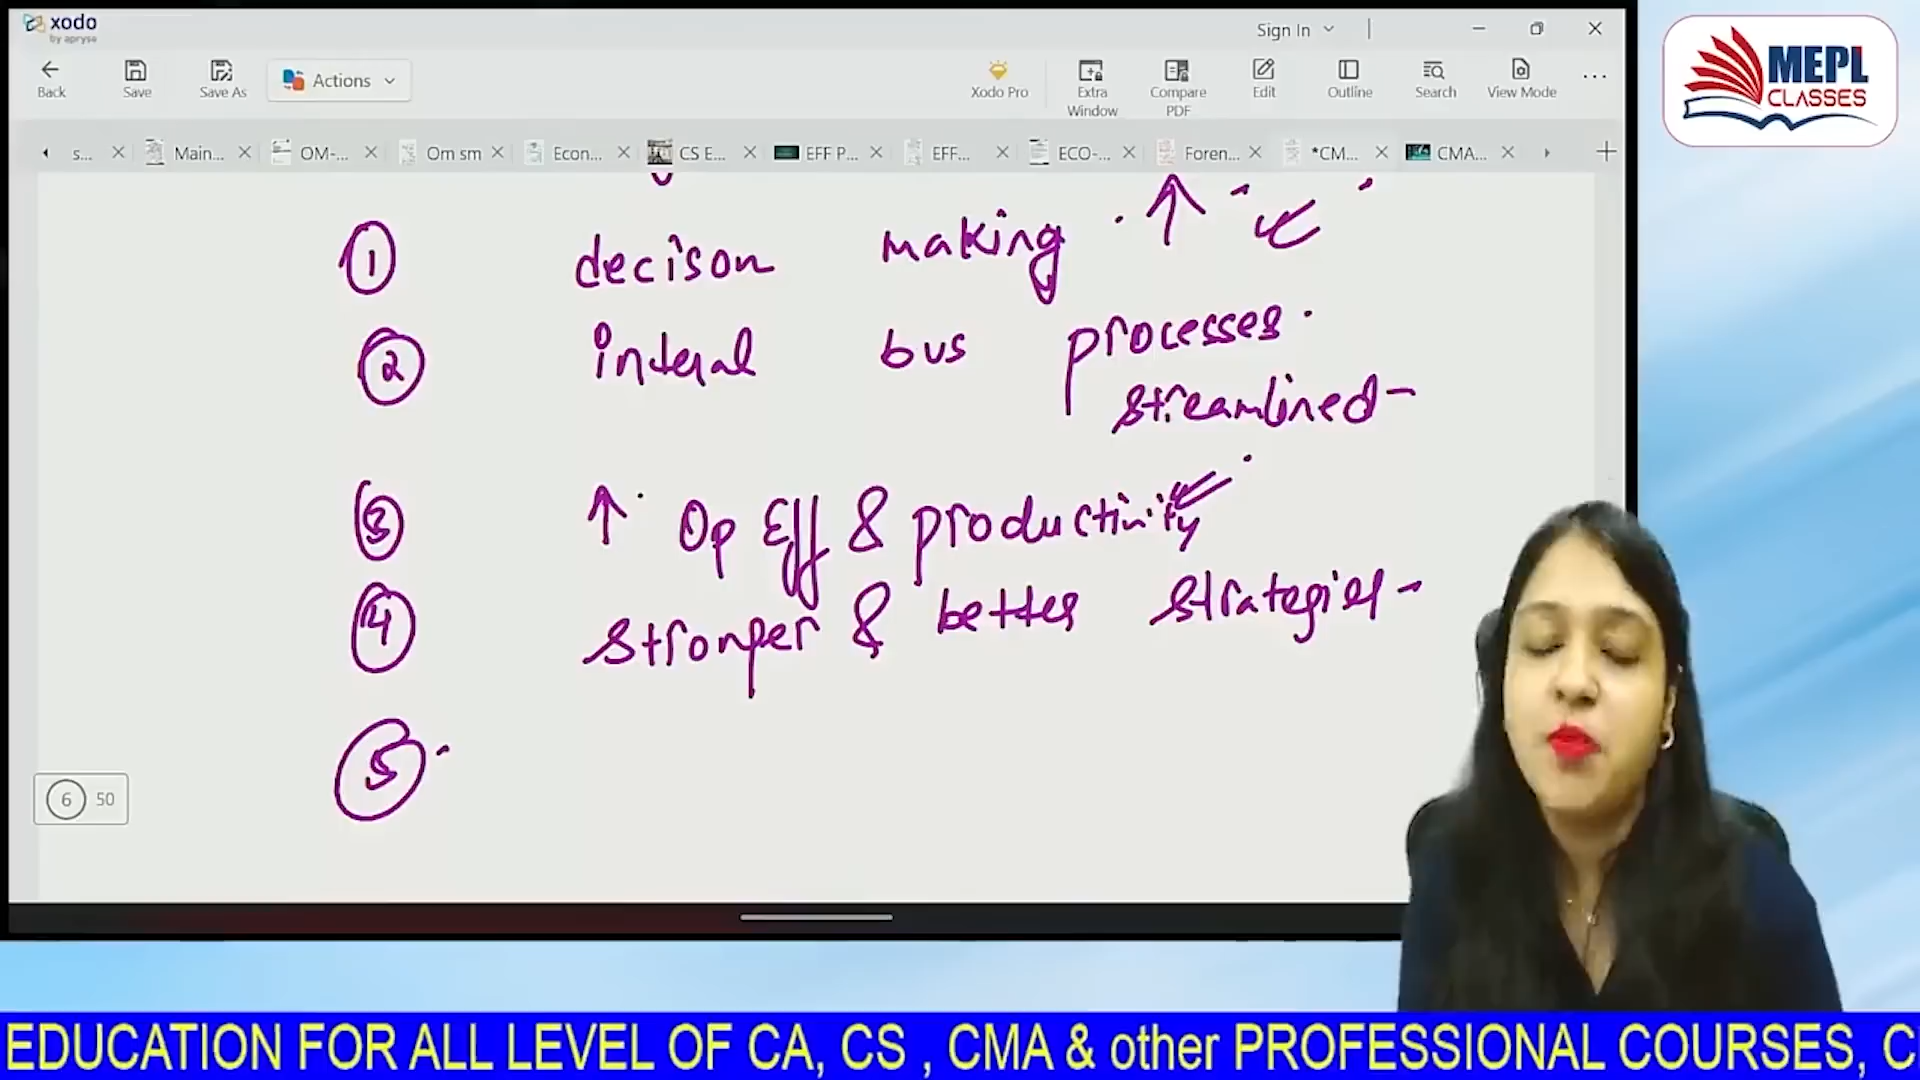 xodo
by apryse
Sign In
Back
Save
Save As
Actions
Xodo Pro
Extra Window
Compare PDF
Edit
Outline
Search
View Mode
s...
Main...
OM-...
Om sm
Econ...
CS E...
EFF P...
EFF...
ECO-...
Foren...
*CM...
CMA...
MEPL
CLASSES
① decison making ↑
② interal bus processes
streamlined
③ ↑ Op Eff & productivity
④ stronger & better strategies
⑤
6 50
EDUCATION FOR ALL LEVEL OF CA, CS , CMA & other PROFESSIONAL COURSES, C